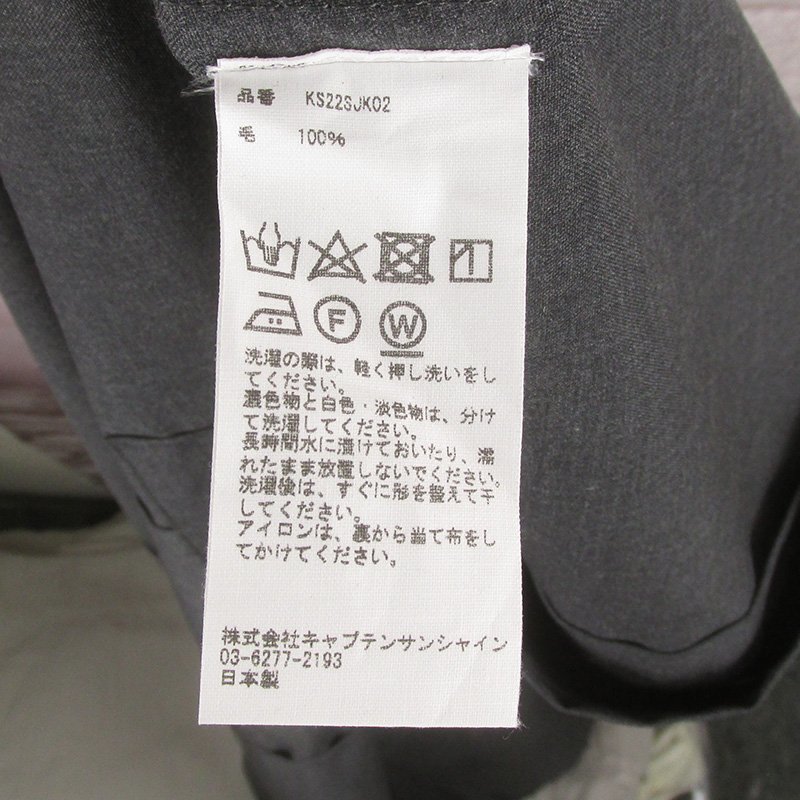 品番 KS22SJK02
毛 100%
F W
洗濯の際は、軽く押し洗いをし
てください。
濃色物と白色・淡色物は、分け
て洗濯してください。
長時間水に漬けておいたり、濡
れたまま放置しないでください。
洗濯後は、すぐに形を整えて干
してください。
アイロンは、裏から当て布をし
てかけてください。
株式会社キャプテンサンシャイン
03-6277-2193
日本製